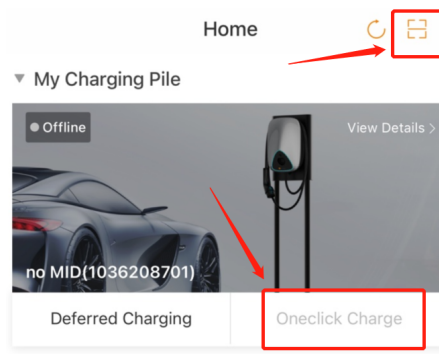 Home
My Charging Pile
Offline
View Details >
no MID(1036208701)
Deferred Charging
Oneclick Charge